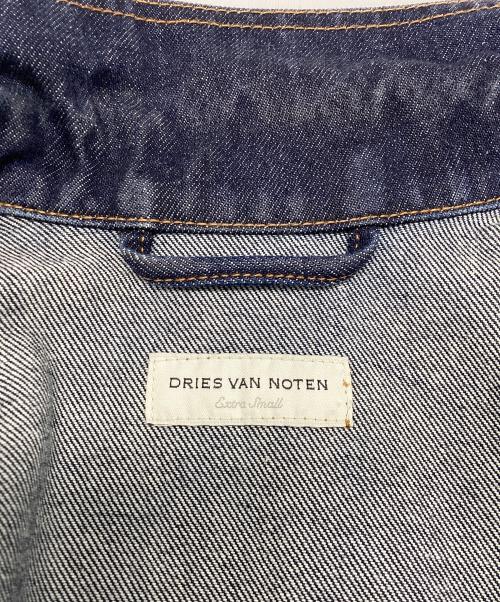 DRIES VAN NOTEN
Extra Small